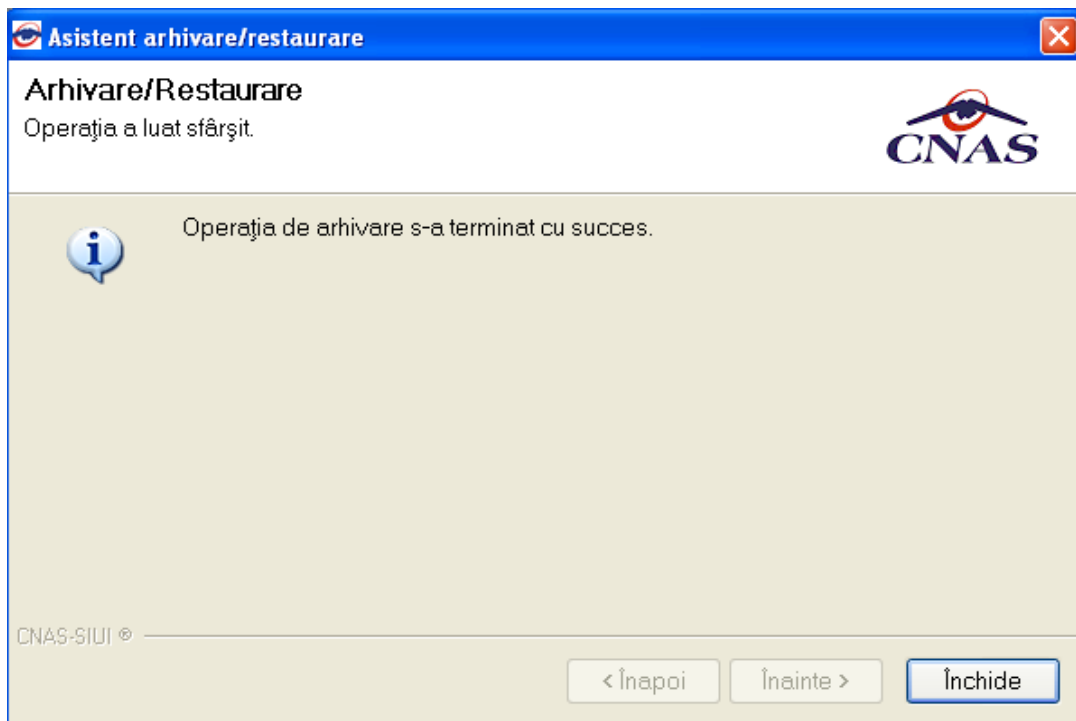 Asistent arhivare/restaurare
Arhivare/Restaurare
Operaţia a luat sfârşit.
CNAS
Operaţia de arhivare s-a terminat cu succes.
CNAS-SIUI ®
< Înapoi
Înainte >
Închide